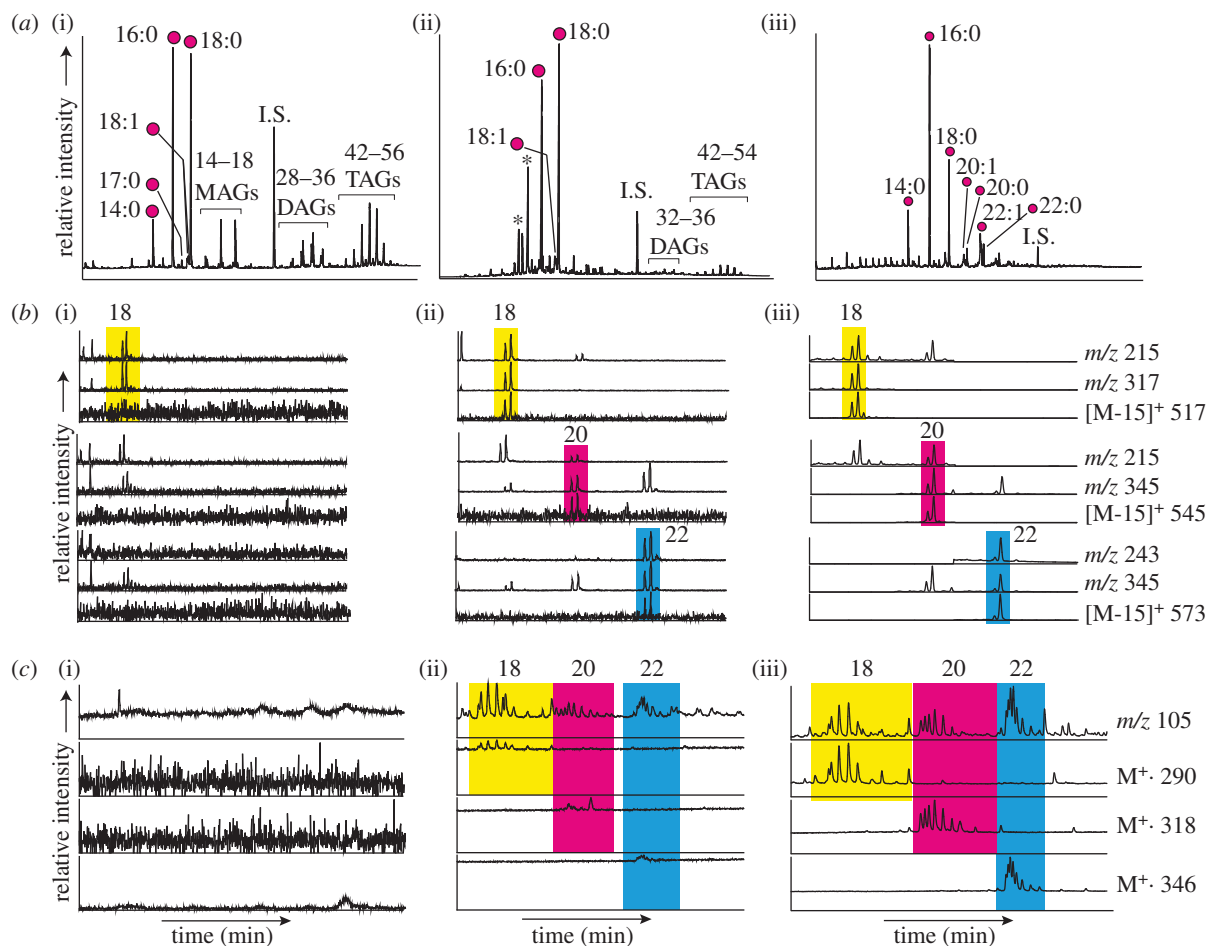 (a) (i)
16:0
18:0
18:1
17:0
14:0
14–18
MAGs
I.S.
28–36
DAGs
42–56
TAGs
relative intensity
(ii)
18:0
16:0
18:1
*
*
I.S.
32–36
DAGs
42–54
TAGs
(iii)
16:0
18:0
14:0
20:1
20:0
22:1
22:0
I.S.
(b) (i)
18
relative intensity
(ii)
18
20
22
(iii)
18
m/z 215
m/z 317
[M-15]+ 517
20
m/z 215
m/z 345
[M-15]+ 545
22
m/z 243
m/z 345
[M-15]+ 573
(c) (i)
relative intensity
time (min)
(ii)
18 20 22
time (min)
(iii)
18 20 22
m/z 105
M+· 290
M+· 318
M+· 346
time (min)